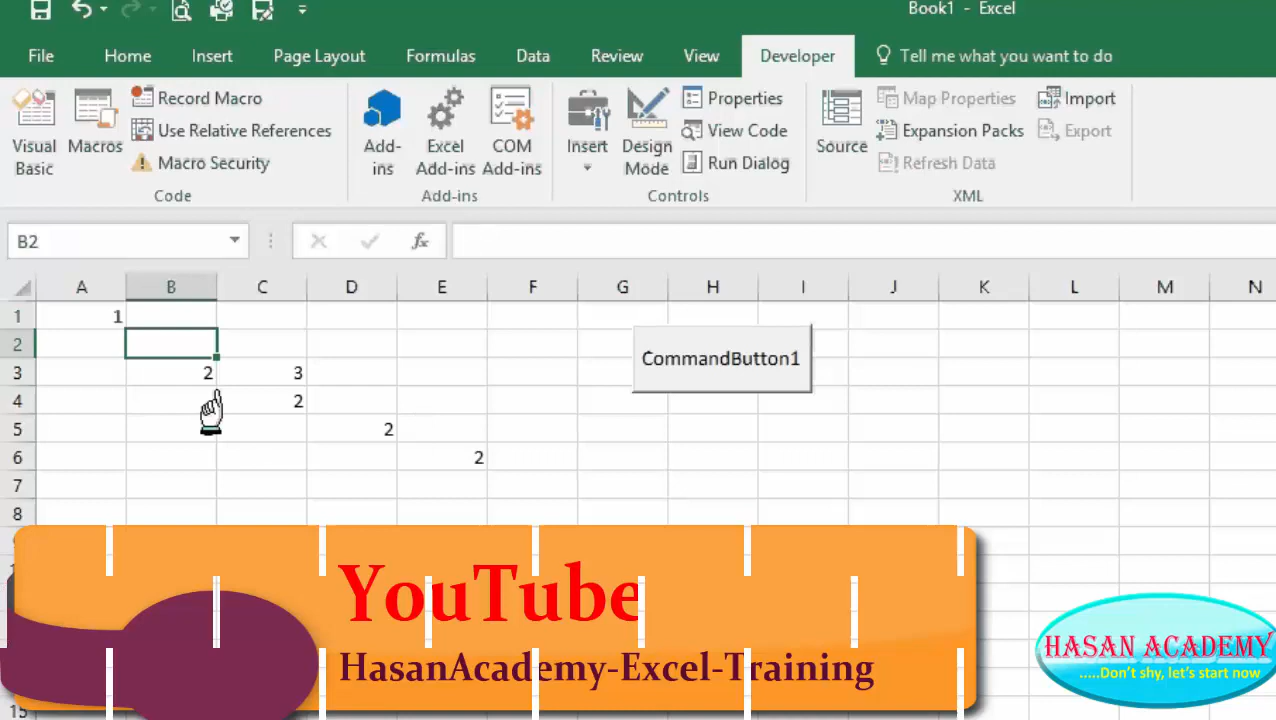 Book1 - Excel
File Home Insert Page Layout Formulas Data Review View Developer Tell me what you want to do
Visual Basic
Macros
Record Macro
Use Relative References
Macro Security
Code
Add-ins
Excel Add-ins
COM Add-ins
Add-ins
Insert
Design Mode
Properties
View Code
Run Dialog
Controls
Source
Map Properties
Expansion Packs
Refresh Data
Import
Export
XML
B2 fx
A B C D E F G H I J K L M N
1 1
2
3 2 3
4 2
5 2
6 2
7
8
15
CommandButton1
YouTube
HasanAcademy-Excel-Training
HASAN ACADEMY
.....Don't shy, let's start now